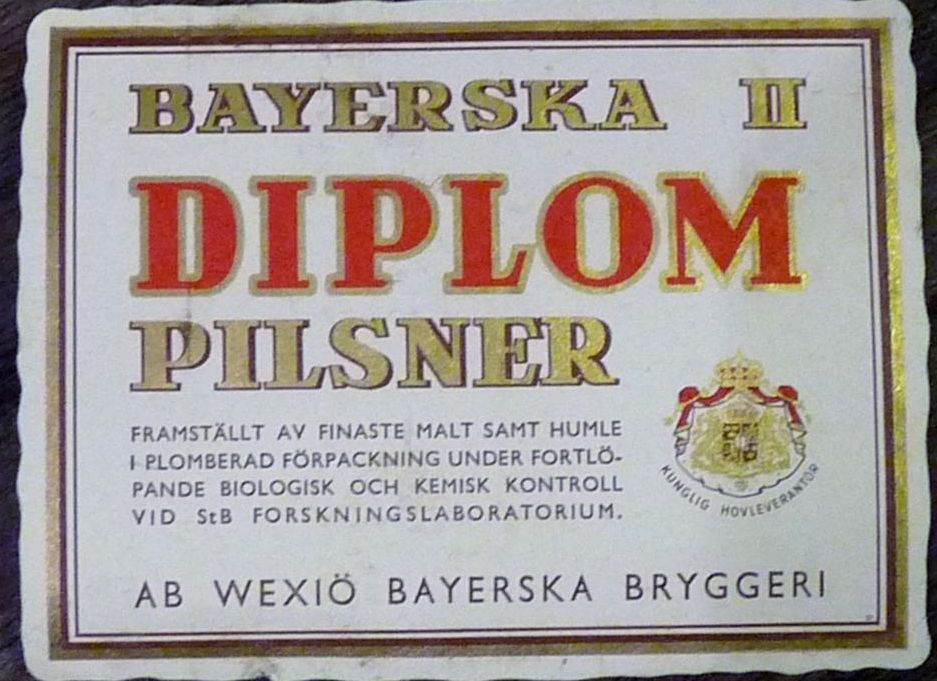 BAYERSKA II
DIPLOM
PILSNER
FRAMSTÄLLT AV FINASTE MALT SAMT HUMLE
I PLOMBERAD FÖRPACKNING UNDER FORTLÖ-
PANDE BIOLOGISK OCH KEMISK KONTROLL
VID StB FORSKNINGSLABORATORIUM.
KUNGLIG HOVLEVERANTÖR
AB WEXIÖ BAYERSKA BRYGGERI